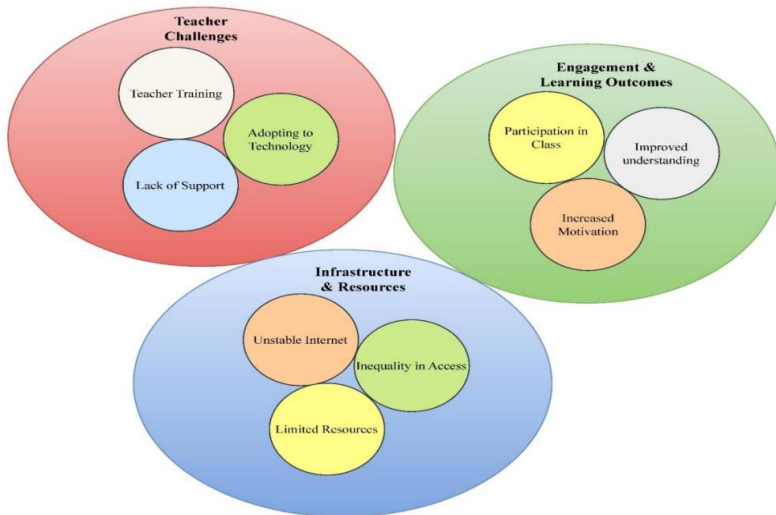 Teacher
Challenges
Teacher Training
Adopting to
Technology
Lack of Support
Engagement &
Learning Outcomes
Participation in
Class
Improved
understanding
Increased
Motivation
Infrastructure
& Resources
Unstable Internet
Inequality in Access
Limited Resources